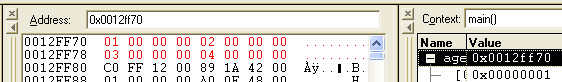 Address: 0x0012ff70
0012FF70 01 00 00 00 02 00 00 00 ........
0012FF78 03 00 00 00 04 00 00 00 ........
0012FF80 C0 FF 12 00 89 1A 42 00 Àÿ....B.
Context: main()
Name Value
0x0012ff70
0x00000001